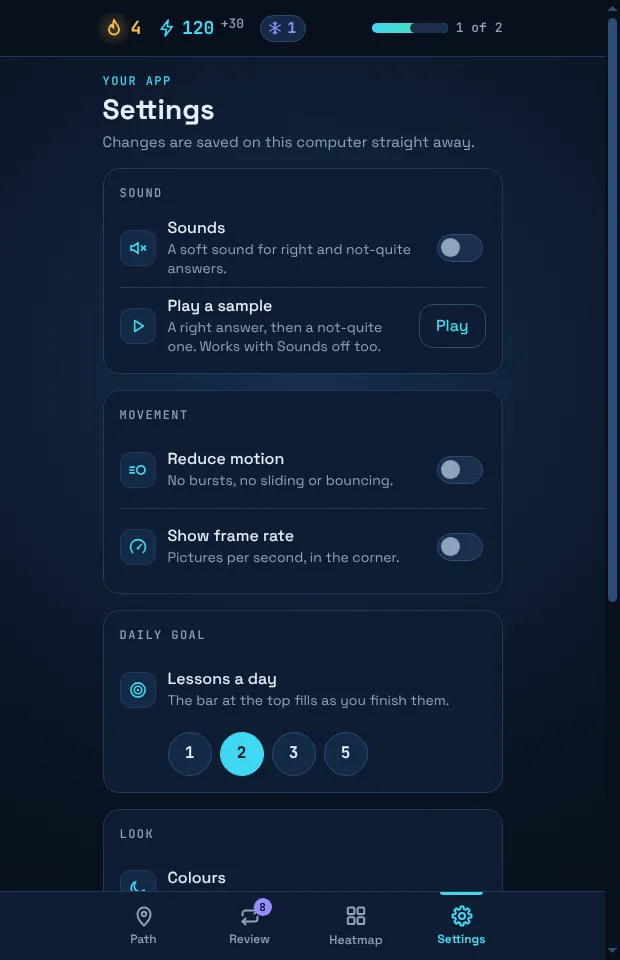 4 120 +30 1 1 of 2
YOUR APP
Settings
Changes are saved on this computer straight away.
SOUND
Sounds
A soft sound for right and not-quite
answers.
Play a sample
A right answer, then a not-quite
one. Works with Sounds off too.
Play
MOVEMENT
Reduce motion
No bursts, no sliding or bouncing.
Show frame rate
Pictures per second, in the corner.
DAILY GOAL
Lessons a day
The bar at the top fills as you finish them.
1 2 3 5
LOOK
Colours
8
Path Review Heatmap Settings